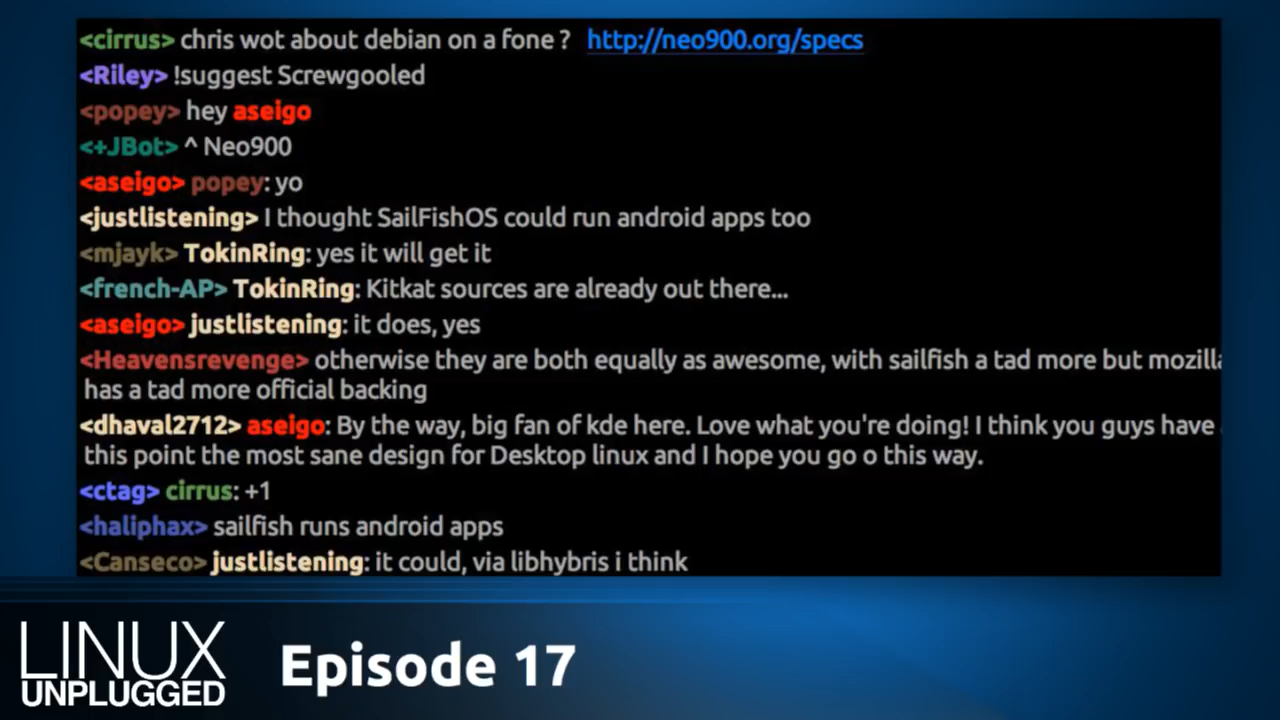 <cirrus> chris wot about debian on a fone ? http://neo900.org/specs
<Riley> !suggest Screwgooled
<popey> hey aseigo
<+JBot> ^ Neo900
<aseigo> popey: yo
<justlistening> I thought SailFishOS could run android apps too
<mjayk> TokinRing: yes it will get it
<french-AP> TokinRing: Kitkat sources are already out there...
<aseigo> justlistening: it does, yes
<Heavensrevenge> otherwise they are both equally as awesome, with sailfish a tad more but mozilla
has a tad more official backing
<dhaval2712> aseigo: By the way, big fan of kde here. Love what you're doing! I think you guys have
this point the most sane design for Desktop linux and I hope you go o this way.
<ctag> cirrus: +1
<haliphax> sailfish runs android apps
<Canseco> justlistening: it could, via libhybris i think
LINUX
UNPLUGGED
Episode 17